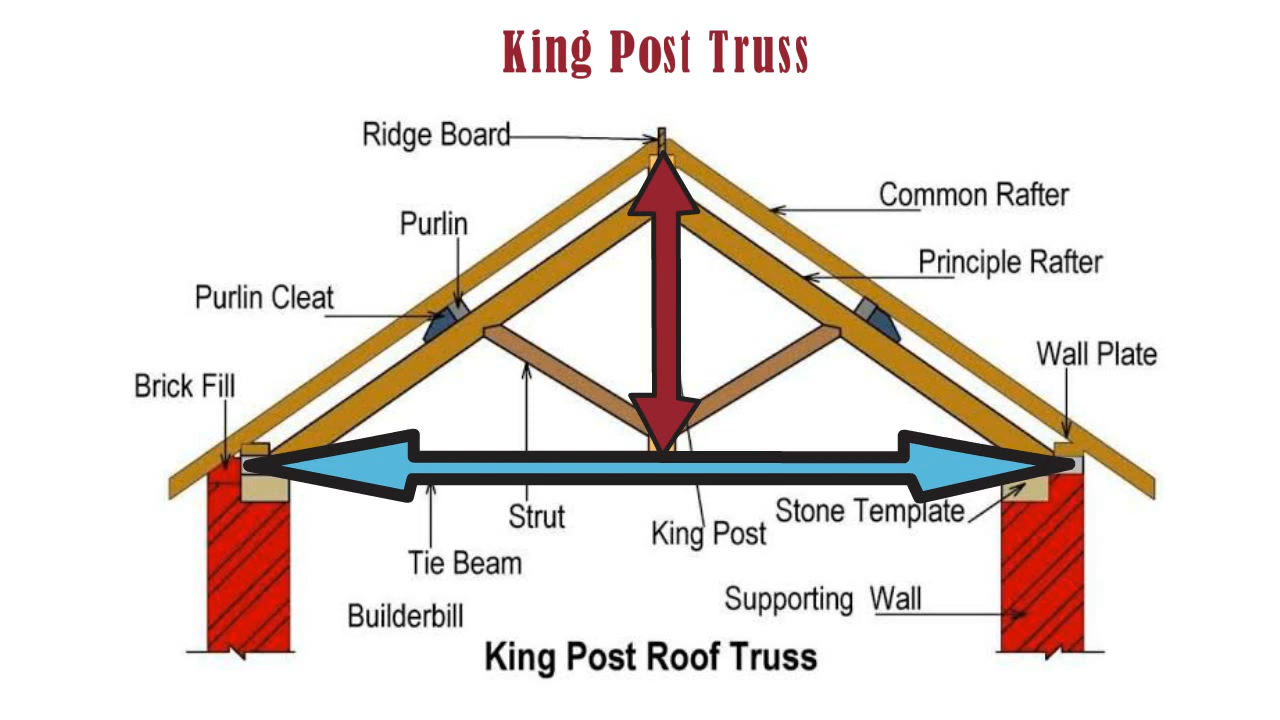 King Post Truss
Ridge Board
Common Rafter
Purlin
Principle Rafter
Purlin Cleat
Wall Plate
Brick Fill
Strut
King Post
Stone Template
Tie Beam
Supporting Wall
Builderbill
King Post Roof Truss